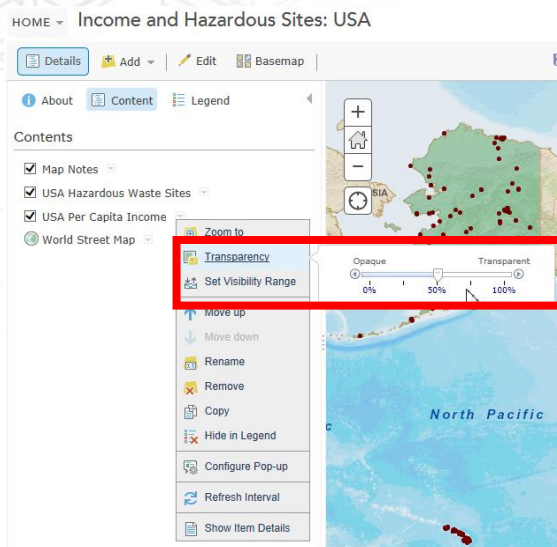 HOME Income and Hazardous Sites: USA
Details Add Edit Basemap
About Content Legend
Contents
Map Notes
USA Hazardous Waste Sites
USA Per Capita Income
World Street Map
Zoom to
Transparency
Set Visibility Range
Move up
Move down
Rename
Remove
Copy
Hide in Legend
Configure Pop-up
Refresh Interval
Show Item Details
Opaque Transparent
0% 50% 100%
SIA
North Pacific